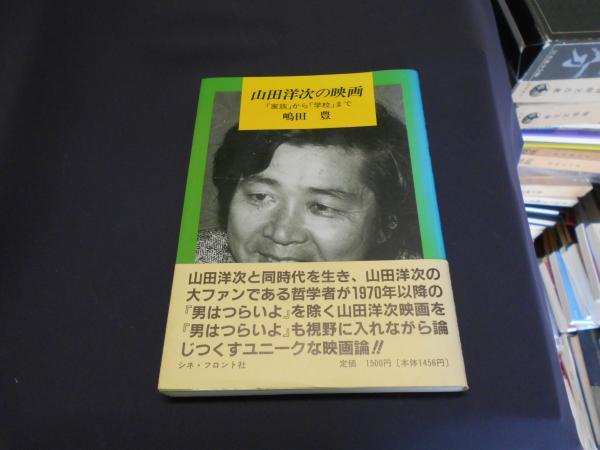 山田洋次の映画
『家族』から『学校』まで
嶋田 豊
山田洋次と同時代を生き、山田洋次の
大ファンである哲学者が1970年以降の
『男はつらいよ』を除く山田洋次映画を
『男はつらいよ』も視野に入れながら論
じつくすユニークな映画論!!
シネ・フロント社
定価 1500円〔本体1456円〕